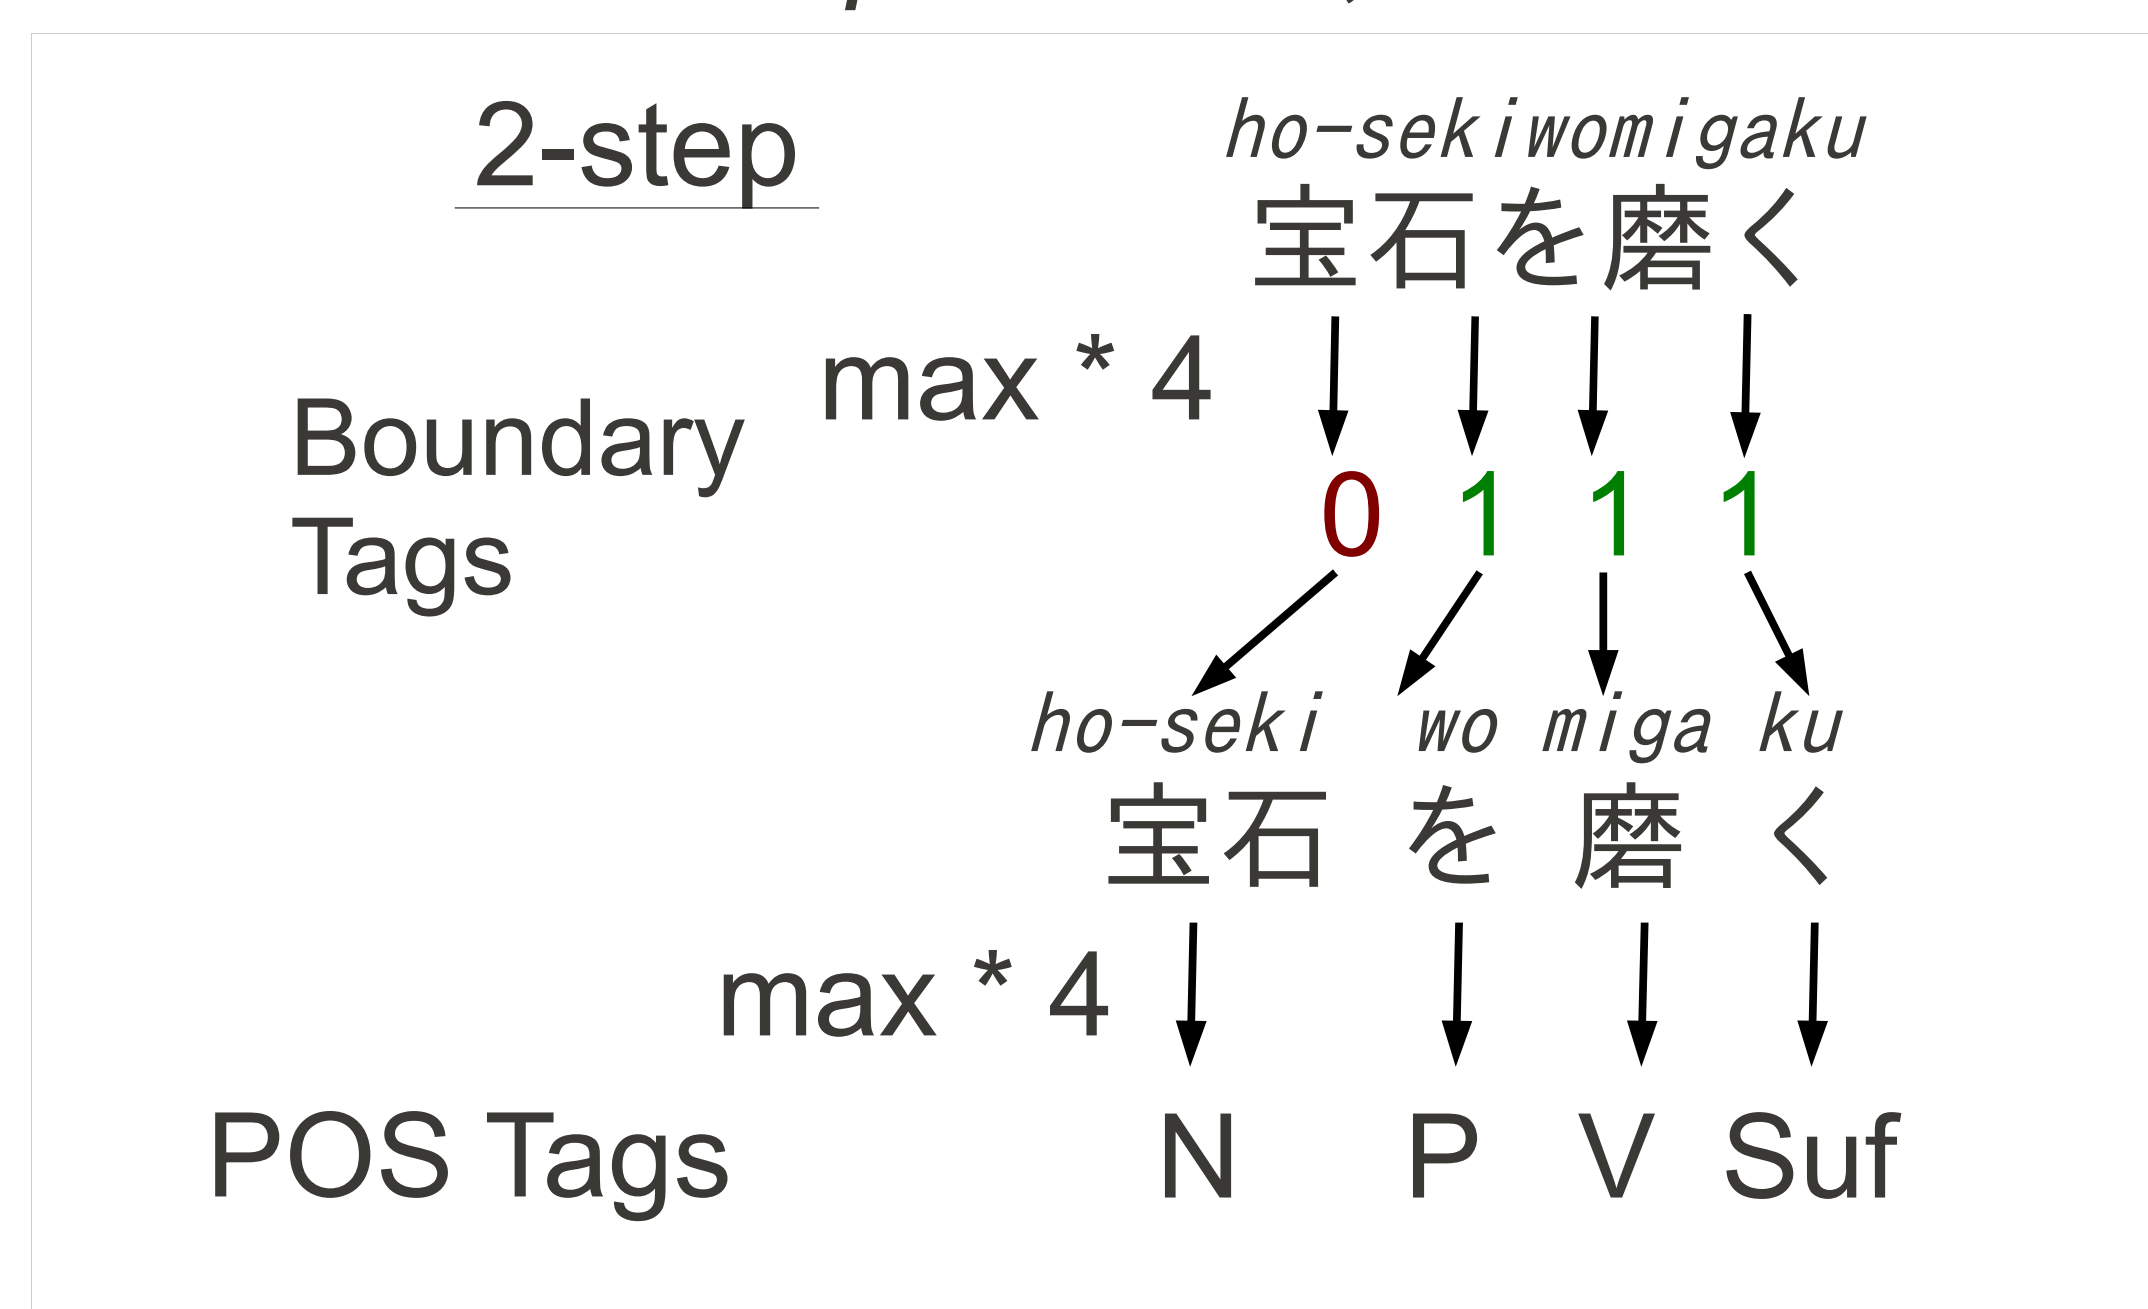 2-step
ho-sekiwomigaku
宝石を磨く
max * 4
Boundary
Tags
0 1 1 1
ho-seki wo miga ku
宝石 を 磨 く
max * 4
POS Tags N P V Suf